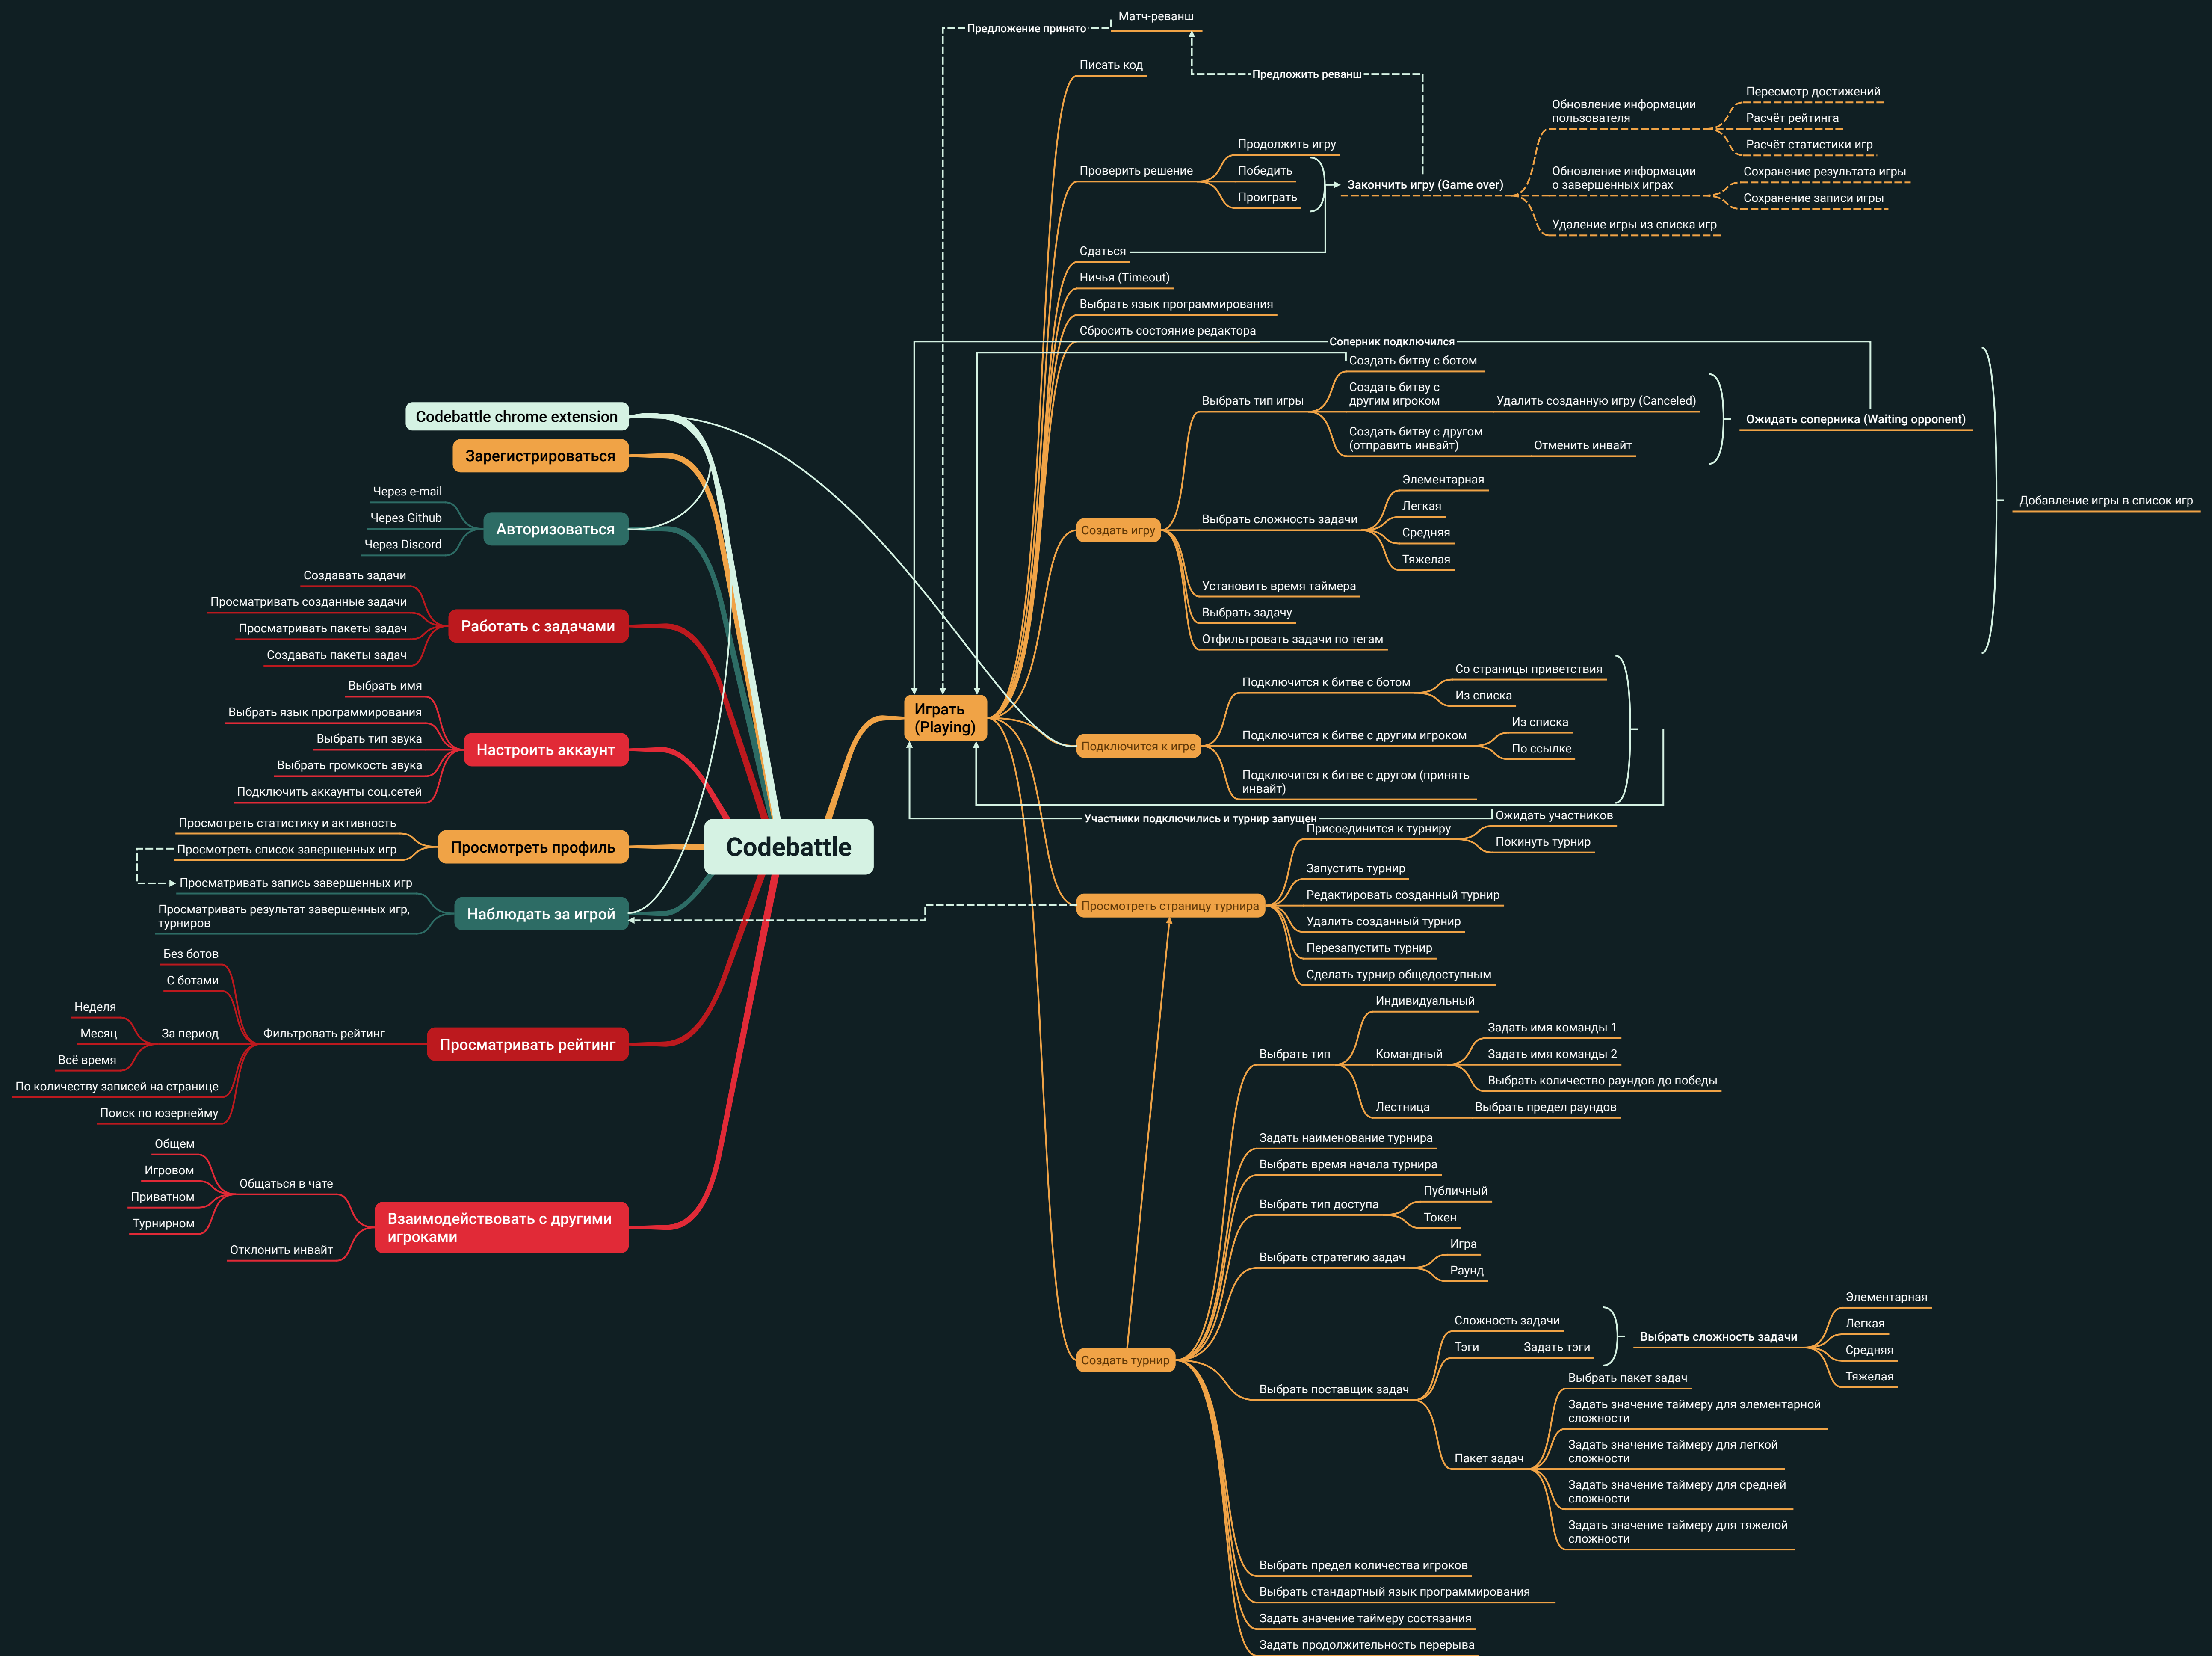 Матч-реванш
Предложение принято
Писать код
Предложить реванш
Пересмотр достижений
Обновление информации
пользователя
Расчёт рейтинга
Расчёт статистики игр
Продолжить игру
Проверить решение
Победить
Проиграть
Закончить игру (Game over)
Обновление информации
о завершенных играх
Сохранение результата игры
Сохранение записи игры
Удаление игры из списка игр
Сдаться
Ничья (Timeout)
Выбрать язык программирования
Сбросить состояние редактора
Соперник подключился
Создать битву с ботом
Создать битву с
другим игроком
Удалить созданную игру (Canceled)
Выбрать тип игры
Создать битву с другом
(отправить инвайт)
Отменить инвайт
Ожидать соперника (Waiting opponent)
Добавление игры в список игр
Создать игру
Выбрать сложность задачи
Элементарная
Легкая
Средняя
Тяжелая
Установить время таймера
Выбрать задачу
Отфильтровать задачи по тегам
Играть
(Playing)
Подключится к игре
Подключится к битве с ботом
Со страницы приветствия
Из списка
Подключится к битве с другим игроком
Из списка
По ссылке
Подключится к битве с другом (принять
инвайт)
Участники подключились и турнир запущен
Присоединится к турниру
Ожидать участников
Покинуть турнир
Просмотреть страницу турнира
Запустить турнир
Редактировать созданный турнир
Удалить созданный турнир
Перезапустить турнир
Сделать турнир общедоступным
Создать турнир
Выбрать тип
Индивидуальный
Командный
Задать имя команды 1
Задать имя команды 2
Выбрать количество раундов до победы
Лестница
Выбрать предел раундов
Задать наименование турнира
Выбрать время начала турнира
Выбрать тип доступа
Публичный
Токен
Выбрать стратегию задач
Игра
Раунд
Выбрать поставщик задач
Сложность задачи
Тэги
Задать тэги
Выбрать сложность задачи
Элементарная
Легкая
Средняя
Тяжелая
Пакет задач
Выбрать пакет задач
Задать значение таймеру для элементарной
сложности
Задать значение таймеру для легкой
сложности
Задать значение таймеру для средней
сложности
Задать значение таймеру для тяжелой
сложности
Выбрать предел количества игроков
Выбрать стандартный язык программирования
Задать значение таймеру состязания
Задать продолжительность перерыва
Codebattle
Codebattle chrome extension
Зарегистрироваться
Авторизоваться
Через e-mail
Через Github
Через Discord
Работать с задачами
Создавать задачи
Просматривать созданные задачи
Просматривать пакеты задач
Создавать пакеты задач
Настроить аккаунт
Выбрать имя
Выбрать язык программирования
Выбрать тип звука
Выбрать громкость звука
Подключить аккаунты соц.сетей
Просмотреть профиль
Просмотреть статистику и активность
Просмотреть список завершенных игр
Наблюдать за игрой
Просматривать запись завершенных игр
Просматривать результат завершенных игр,
турниров
Просматривать рейтинг
Фильтровать рейтинг
Без ботов
С ботами
За период
Неделя
Месяц
Всё время
По количеству записей на странице
Поиск по юзернейму
Взаимодействовать с другими
игроками
Общаться в чате
Общем
Игровом
Приватном
Турнирном
Отклонить инвайт